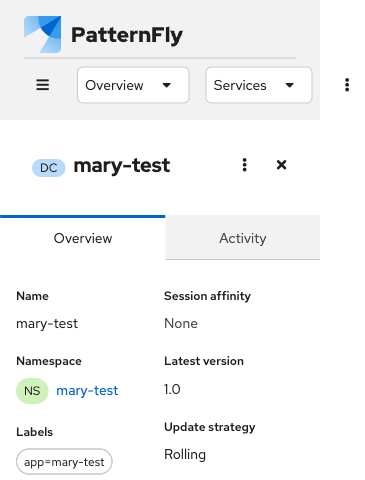 PatternFly
Overview
Services
DC mary-test
Overview
Activity
Name
mary-test
Namespace
NS mary-test
Labels
app=mary-test
Session affinity
None
Latest version
1.0
Update strategy
Rolling